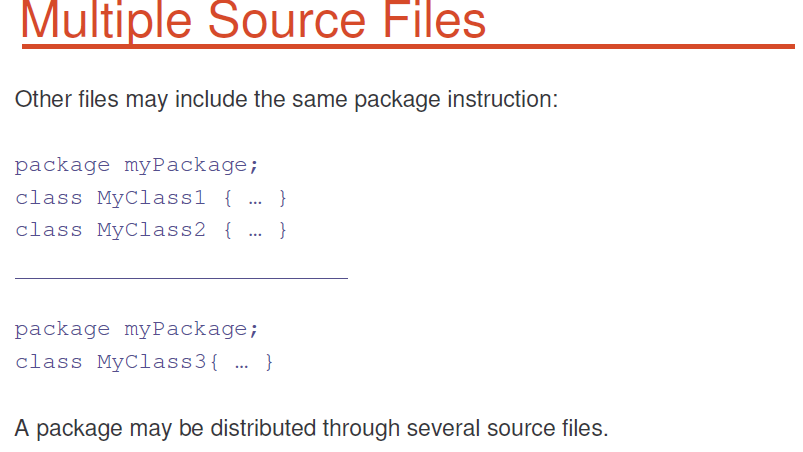 Multiple Source Files
Other files may include the same package instruction:
package myPackage;
class MyClass1 { … }
class MyClass2 { … }
package myPackage;
class MyClass3{ … }
A package may be distributed through several source files.